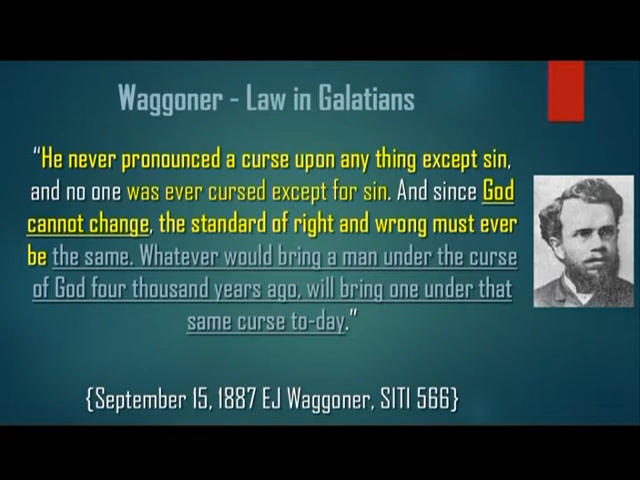 Waggoner - Law in Galatians
“He never pronounced a curse upon any thing except sin,
and no one was ever cursed except for sin. And since God
cannot change, the standard of right and wrong must ever
be the same. Whatever would bring a man under the curse
of God four thousand years ago, will bring one under that
same curse to-day.”
{September 15, 1887 EJ Waggoner, SITI 566}